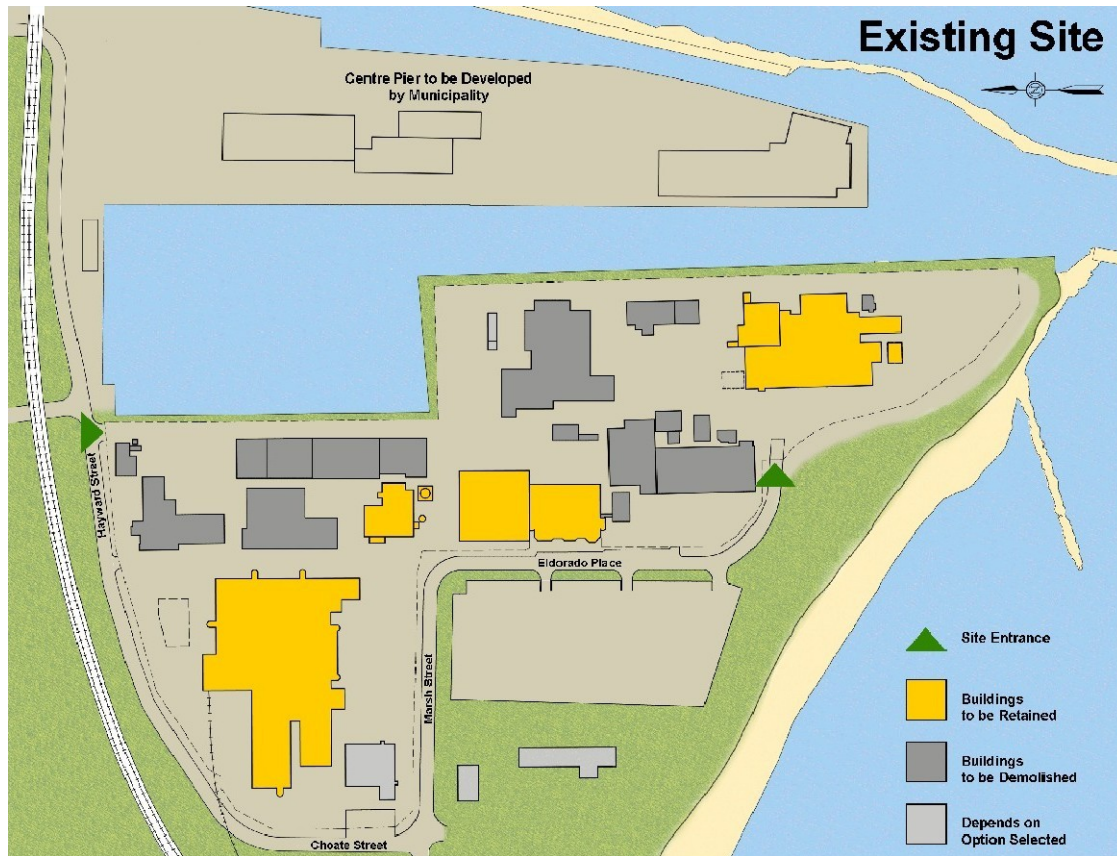 Existing Site
Centre Pier to be Developed
by Municipality
N
Hayward Street
Eldorado Place
Marsh Street
Choate Street
Site Entrance
Buildings
to be Retained
Buildings
to be Demolished
Depends on
Option Selected